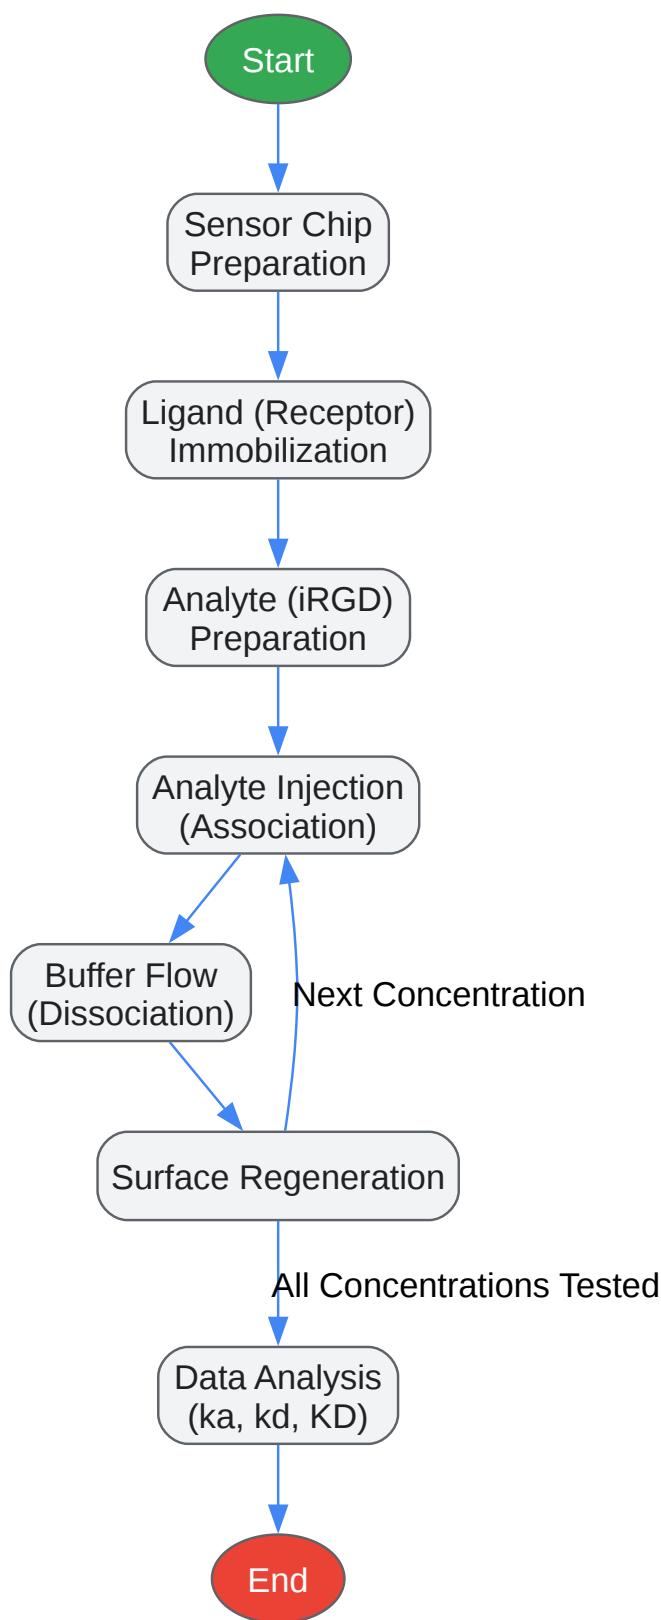 Start
Sensor Chip
Preparation
Ligand (Receptor)
Immobilization
Analyte (iRGD)
Preparation
Analyte Injection
(Association)
Buffer Flow
(Dissociation)
Next Concentration
Surface Regeneration
All Concentrations Tested
Data Analysis
(ka, kd, KD)
End